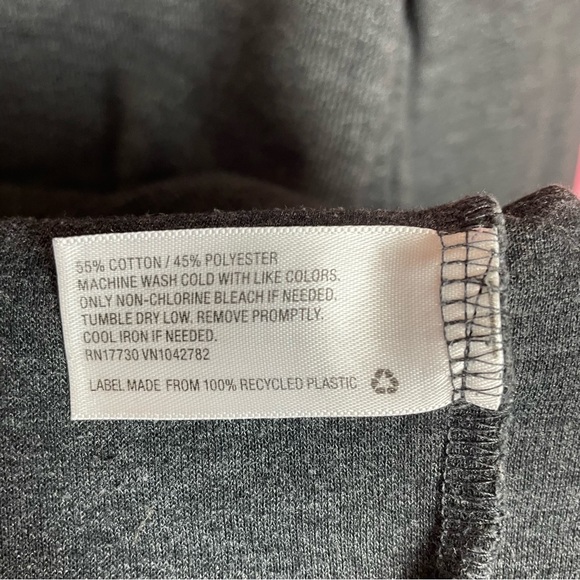 55% COTTON / 45% POLYESTER
MACHINE WASH COLD WITH LIKE COLORS.
ONLY NON-CHLORINE BLEACH IF NEEDED.
TUMBLE DRY LOW. REMOVE PROMPTLY.
COOL IRON IF NEEDED.
RN17730 VN1042782
LABEL MADE FROM 100% RECYCLED PLASTIC